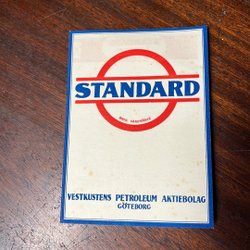 STANDARD
VESTKUSTENS PETROLEUM AKTIEBOLAG
GÖTEBORG